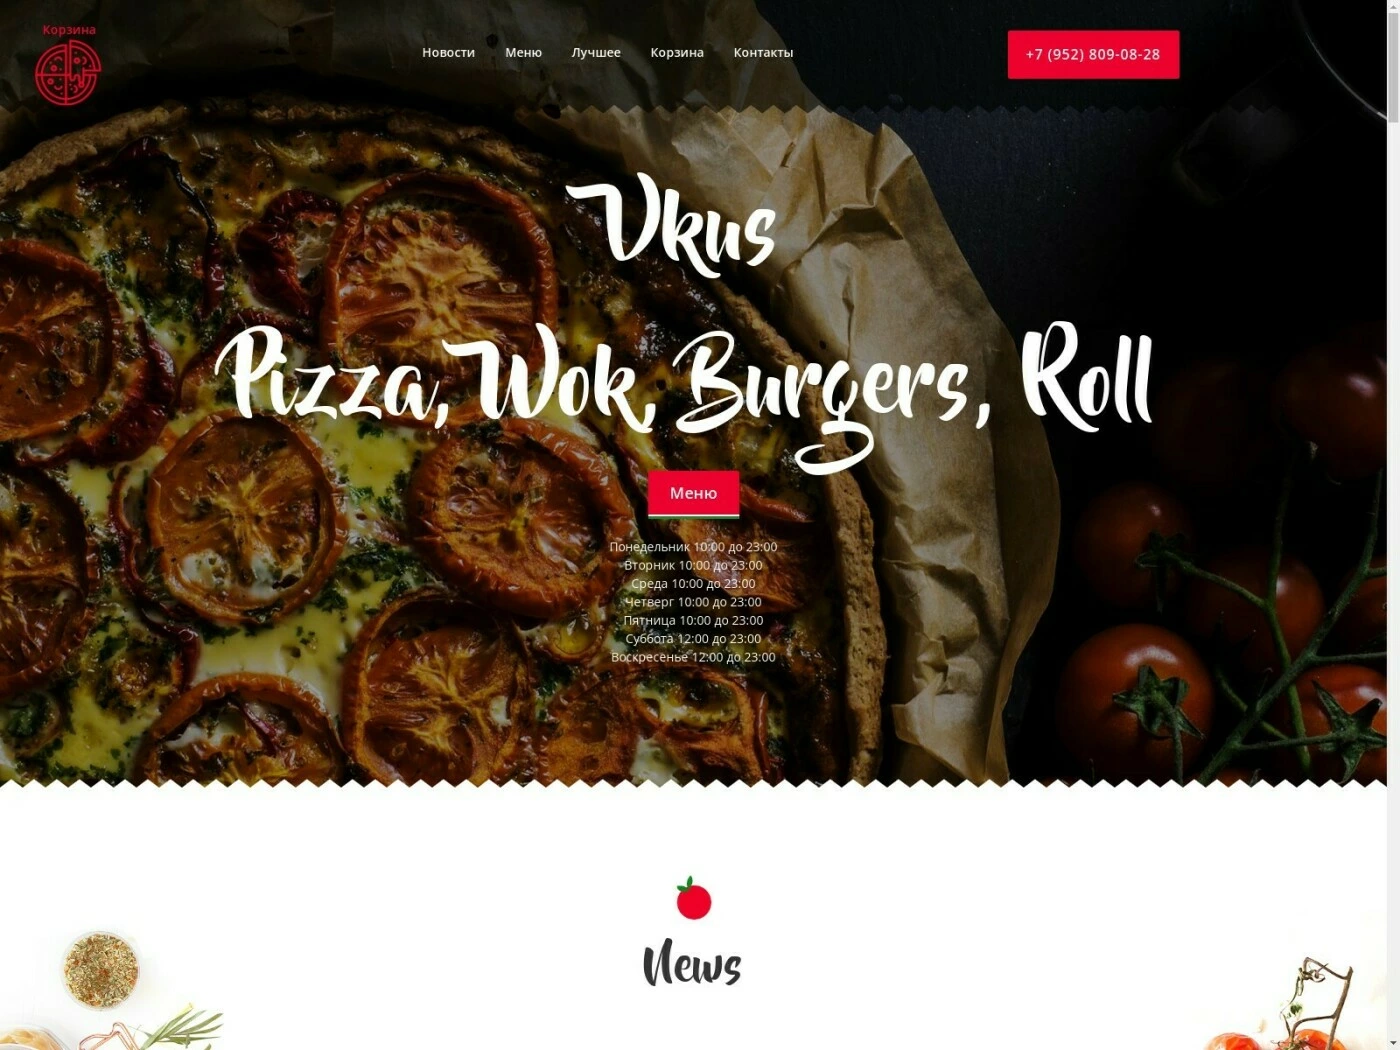 Корзина
Новости
Меню
Лучшее
Корзина
Контакты
+7 (952) 809-08-28
Vkus
Pizza, Wok, Burgers, Roll
Меню
Понедельник 10:00 до 23:00
Вторник 10:00 до 23:00
Среда 10:00 до 23:00
Четверг 10:00 до 23:00
Пятница 10:00 до 23:00
Суббота 12:00 до 23:00
Воскресенье 12:00 до 23:00
News